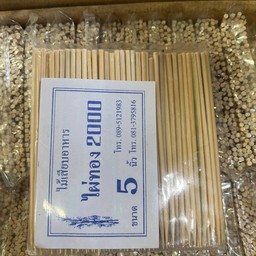 ไม้เสียบอาหาร
ไผ่ทอง 2000
โทร. 089-5121983
โทร. 081-3795816
ขนาด 5 นิ้ว